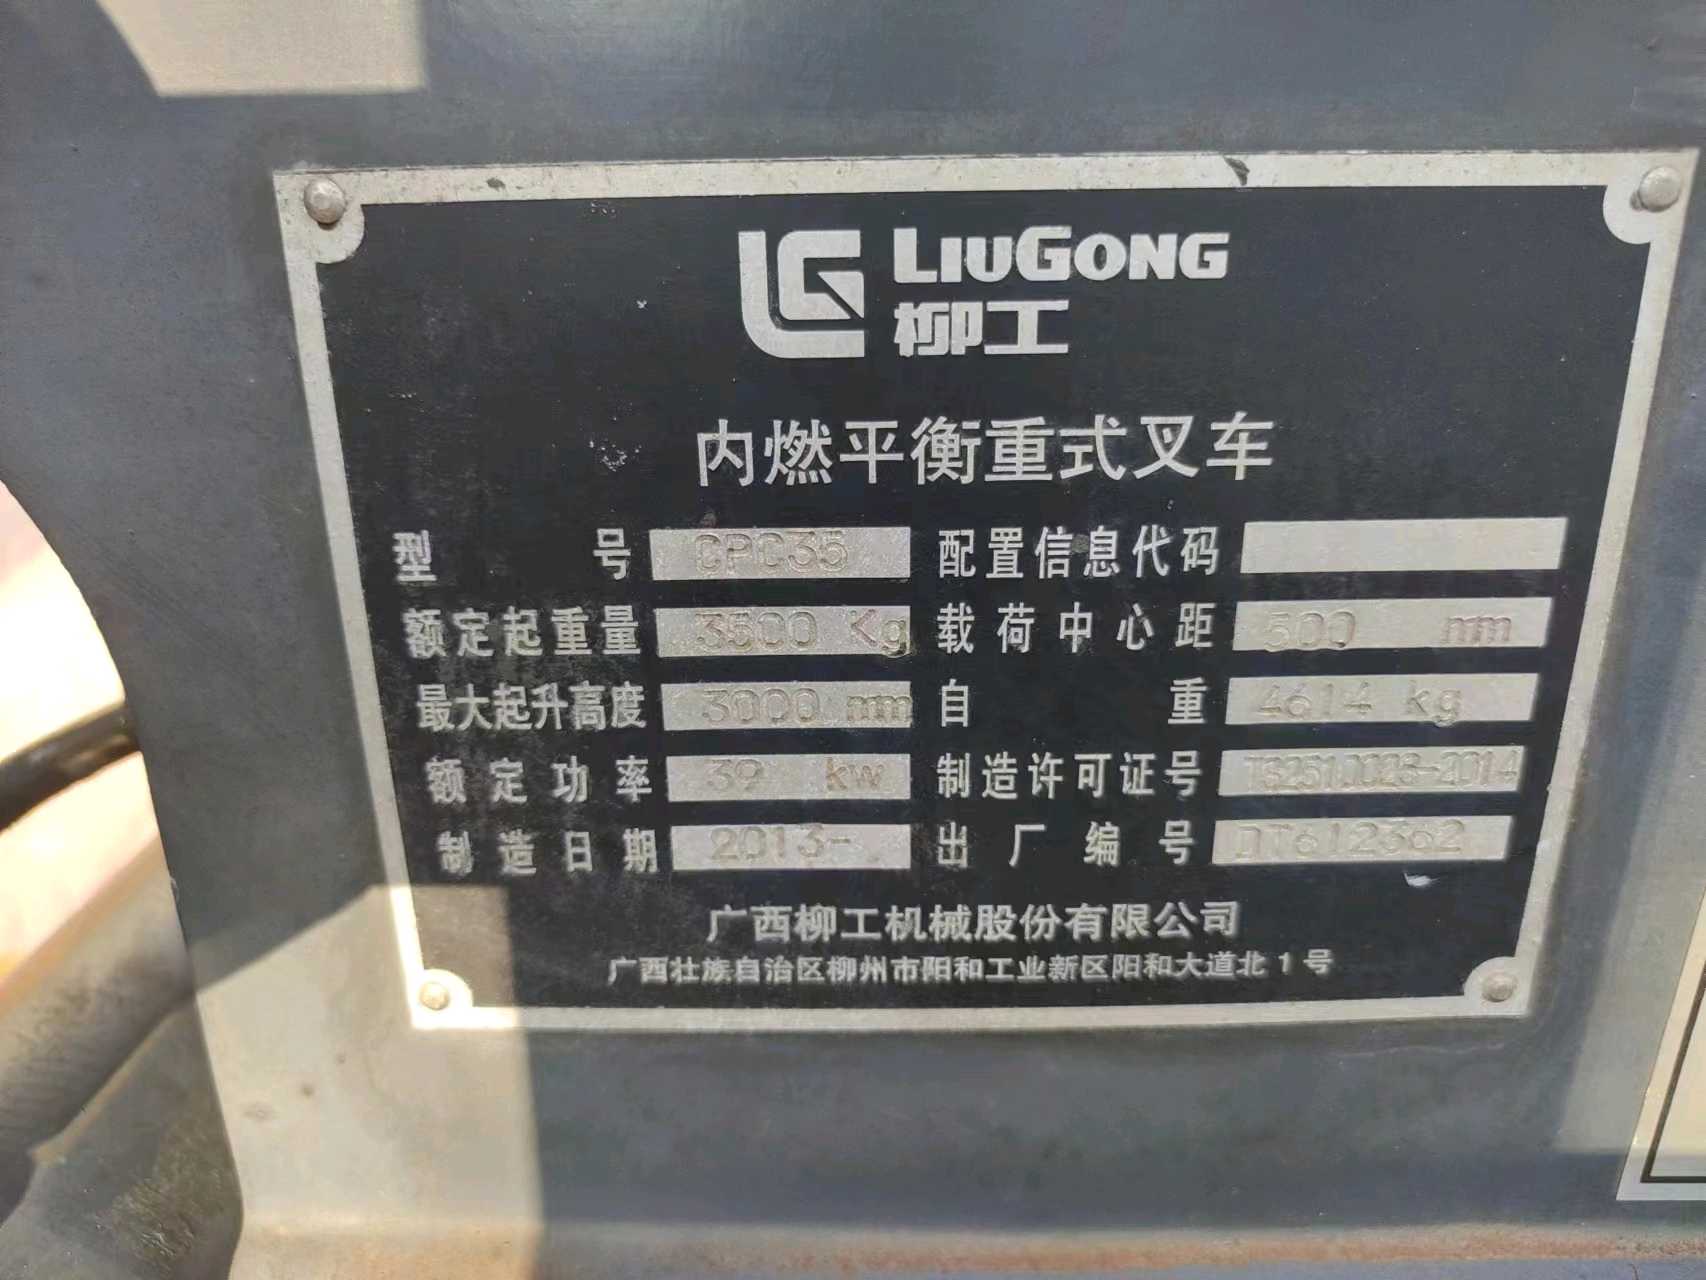 LIUGONG
柳工
内燃平衡重式叉车
型号 CPC35 配置信息代码
额定起重量 3500 Kg 载荷中心距 500 mm
最大起升高度 3000 mm 自重 4614 kg
额定功率 39 kw 制造许可证号 TS2510028-2014
制造日期 2013- 出厂编号 DT612362
广西柳工机械股份有限公司
广西壮族自治区柳州市阳和工业新区阳和大道北1号